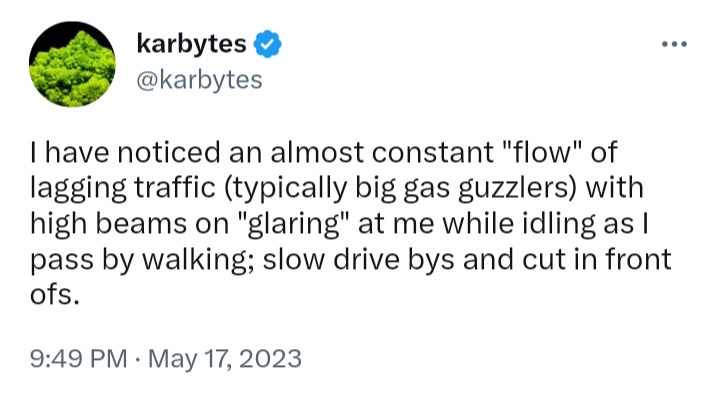 karbytes
@karbytes
I have noticed an almost constant "flow" of
lagging traffic (typically big gas guzzlers) with
high beams on "glaring" at me while idling as I
pass by walking; slow drive bys and cut in front
ofs.
9:49 PM · May 17, 2023